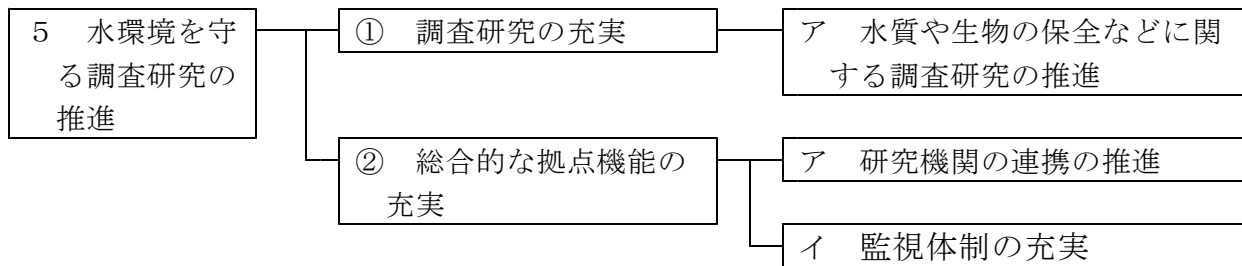 ５　水環境を守
る調査研究の
推進
①　調査研究の充実
ア　水質や生物の保全などに関
する調査研究の推進
②　総合的な拠点機能の
充実
ア　研究機関の連携の推進
イ　監視体制の充実